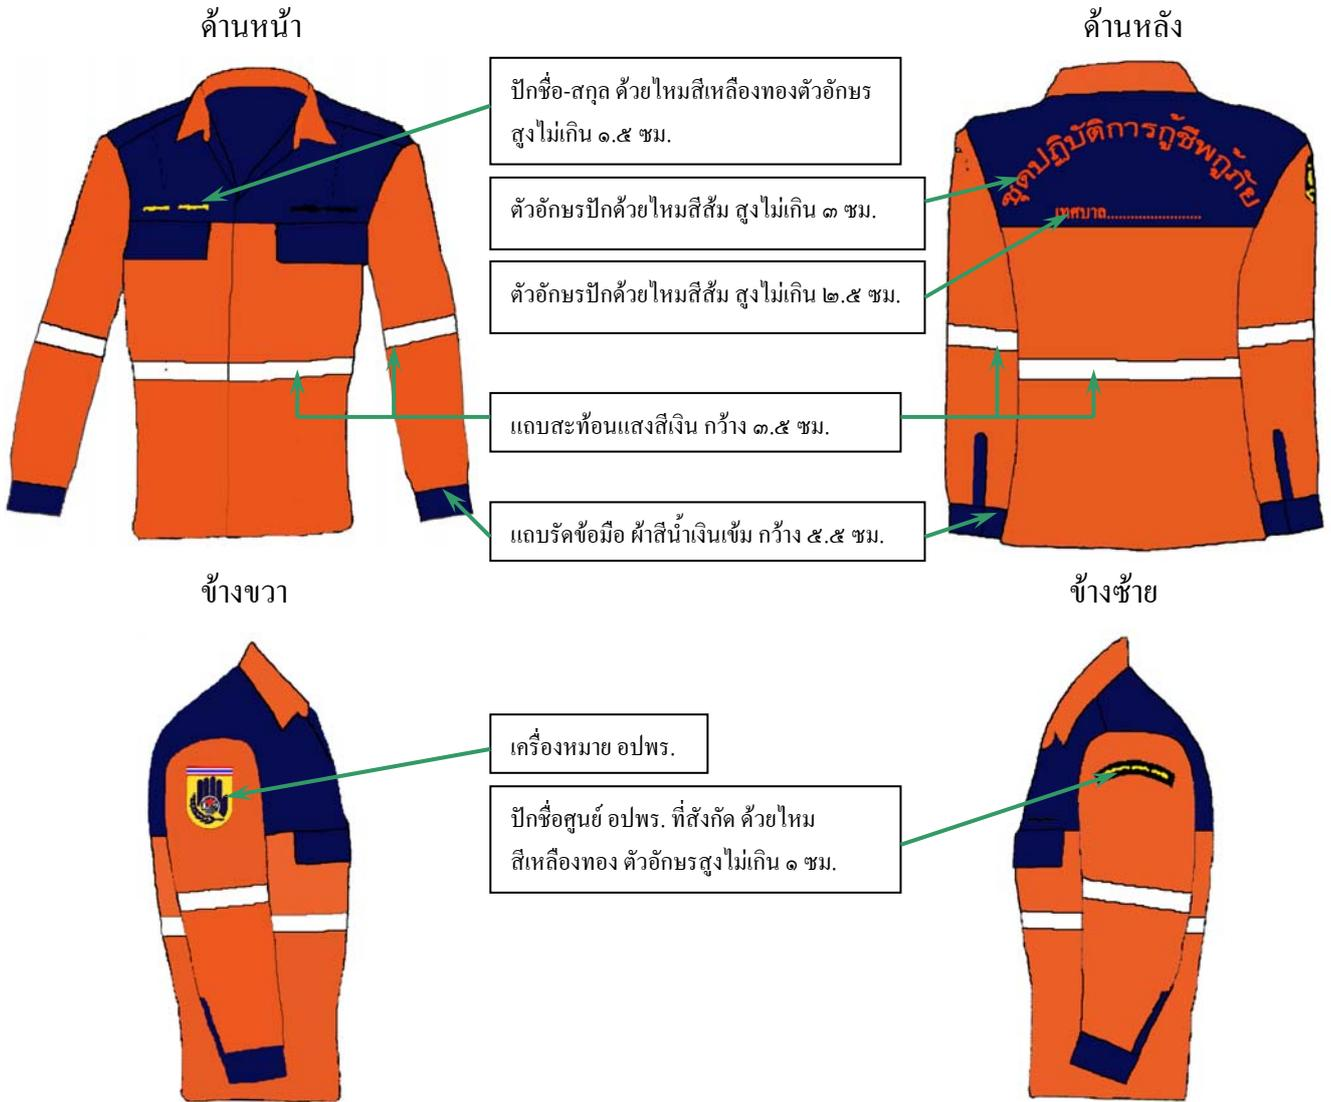 ด้านหน้า
ด้านหลัง
ปักชื่อ-สกุล ด้วยไหมสีเหลืองทองตัวอักษร
สูงไม่เกิน ๑.๕ ซม.
ตัวอักษรปักด้วยไหมสีส้ม สูงไม่เกิน ๓ ซม.
ตัวอักษรปักด้วยไหมสีส้ม สูงไม่เกิน ๒.๕ ซม.
ชุดปฏิบัติการกู้ชีพกู้ภัย
เทศบาล......................
แถบสะท้อนแสงสีเงิน กว้าง ๓.๕ ซม.
แถบรัดข้อมือ ผ้าสีน้ำเงินเข้ม กว้าง ๕.๕ ซม.
ข้างขวา
ข้างซ้าย
เครื่องหมาย อปพร.
ปักชื่อศูนย์ อปพร. ที่สังกัด ด้วยไหม
สีเหลืองทอง ตัวอักษรสูงไม่เกิน ๑ ซม.